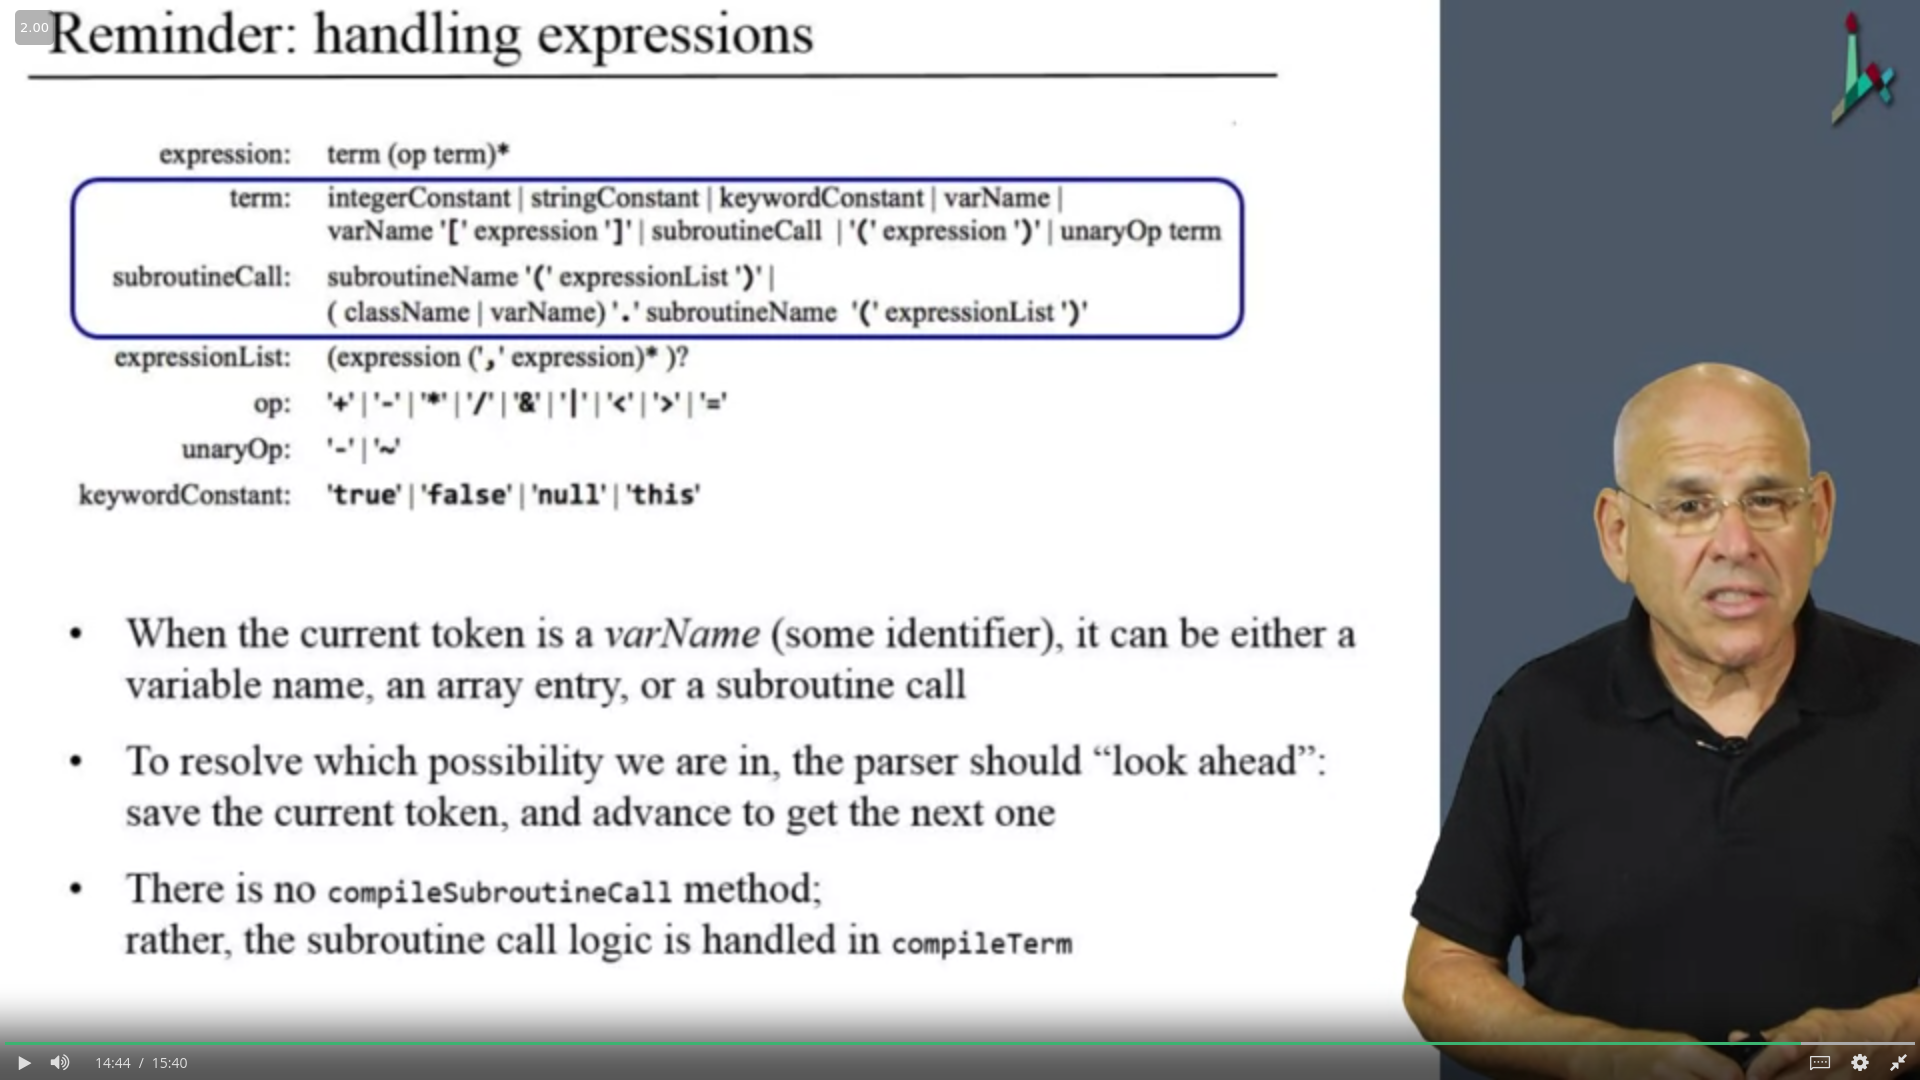 2.00
Reminder: handling expressions
expression: term (op term)*
term: integerConstant | stringConstant | keywordConstant | varName |
varName '[' expression ']' | subroutineCall | '(' expression ')' | unaryOp term
subroutineCall: subroutineName '(' expressionList ')' |
( className | varName) '.' subroutineName '(' expressionList ')'
expressionList: (expression (',' expression)* )?
op: '+' | '-' | '*' | '/' | '&' | '|' | '<' | '>' | '='
unaryOp: '-' | '~'
keywordConstant: 'true' | 'false' | 'null' | 'this'
• When the current token is a varName (some identifier), it can be either a
variable name, an array entry, or a subroutine call
• To resolve which possibility we are in, the parser should “look ahead”:
save the current token, and advance to get the next one
• There is no compileSubroutineCall method;
rather, the subroutine call logic is handled in compileTerm
14:44 / 15:40